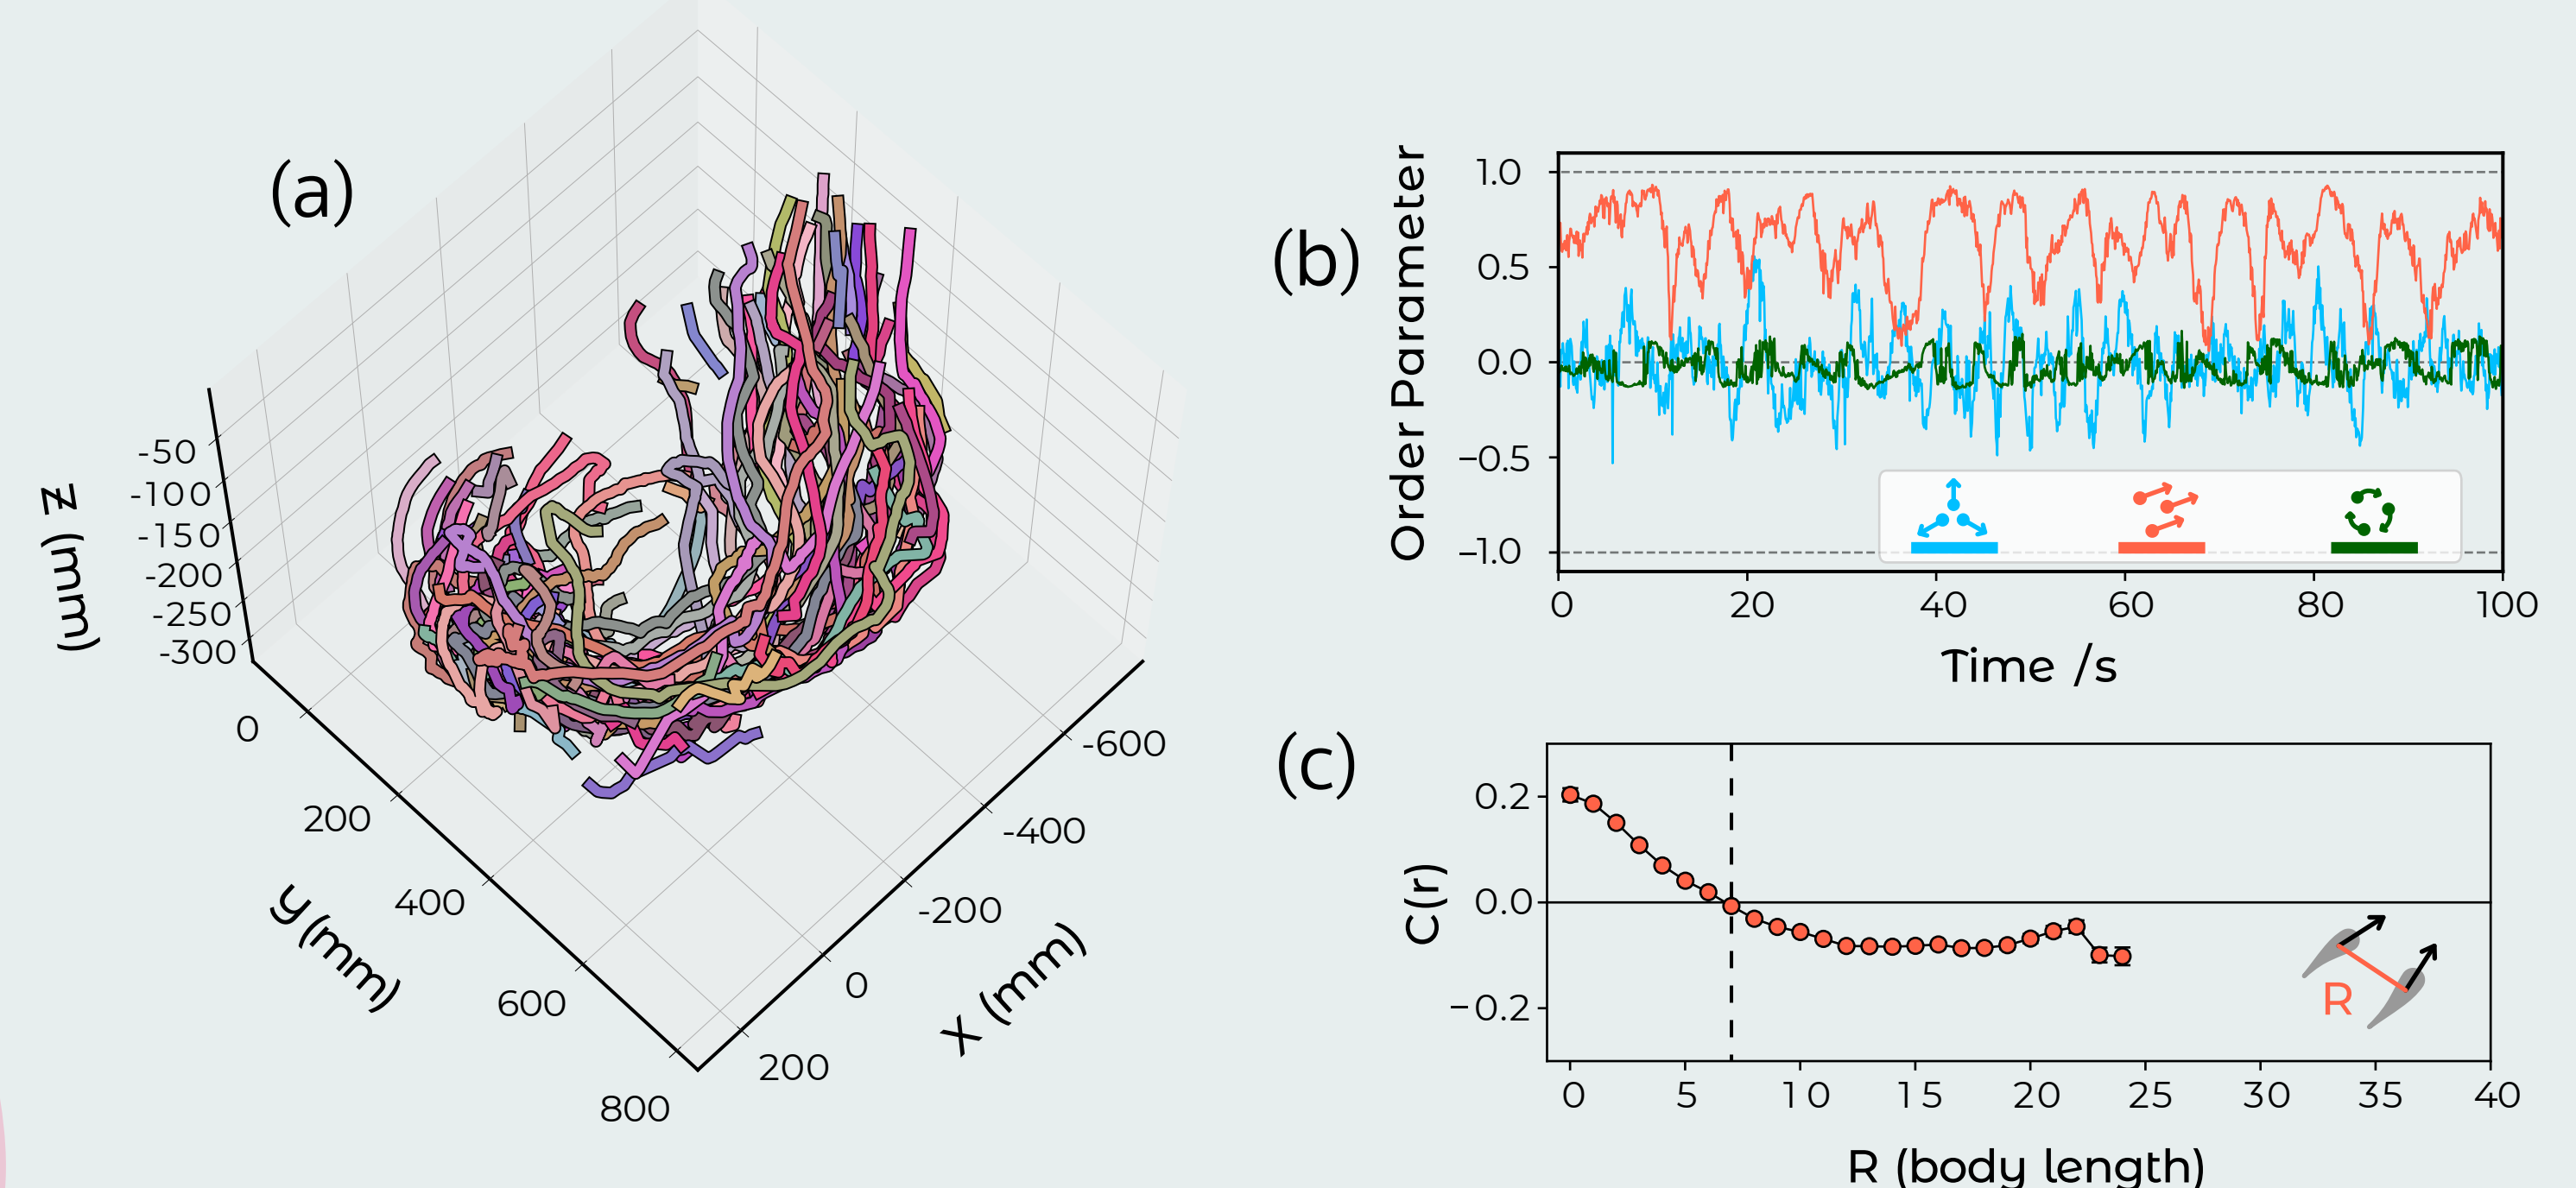 (a)
-50
-100
-150
-200
-250
-300
z (mm)
0
200
400
600
800
y (mm)
-600
-400
-200
0
200
x (mm)
(b)
Order Parameter
1.0
0.5
0.0
−0.5
−1.0
0 20 40 60 80 100
Time /s
(c)
C(r)
0.2
0.0
−0.2
R
0 5 10 15 20 25 30 35 40
R (body length)